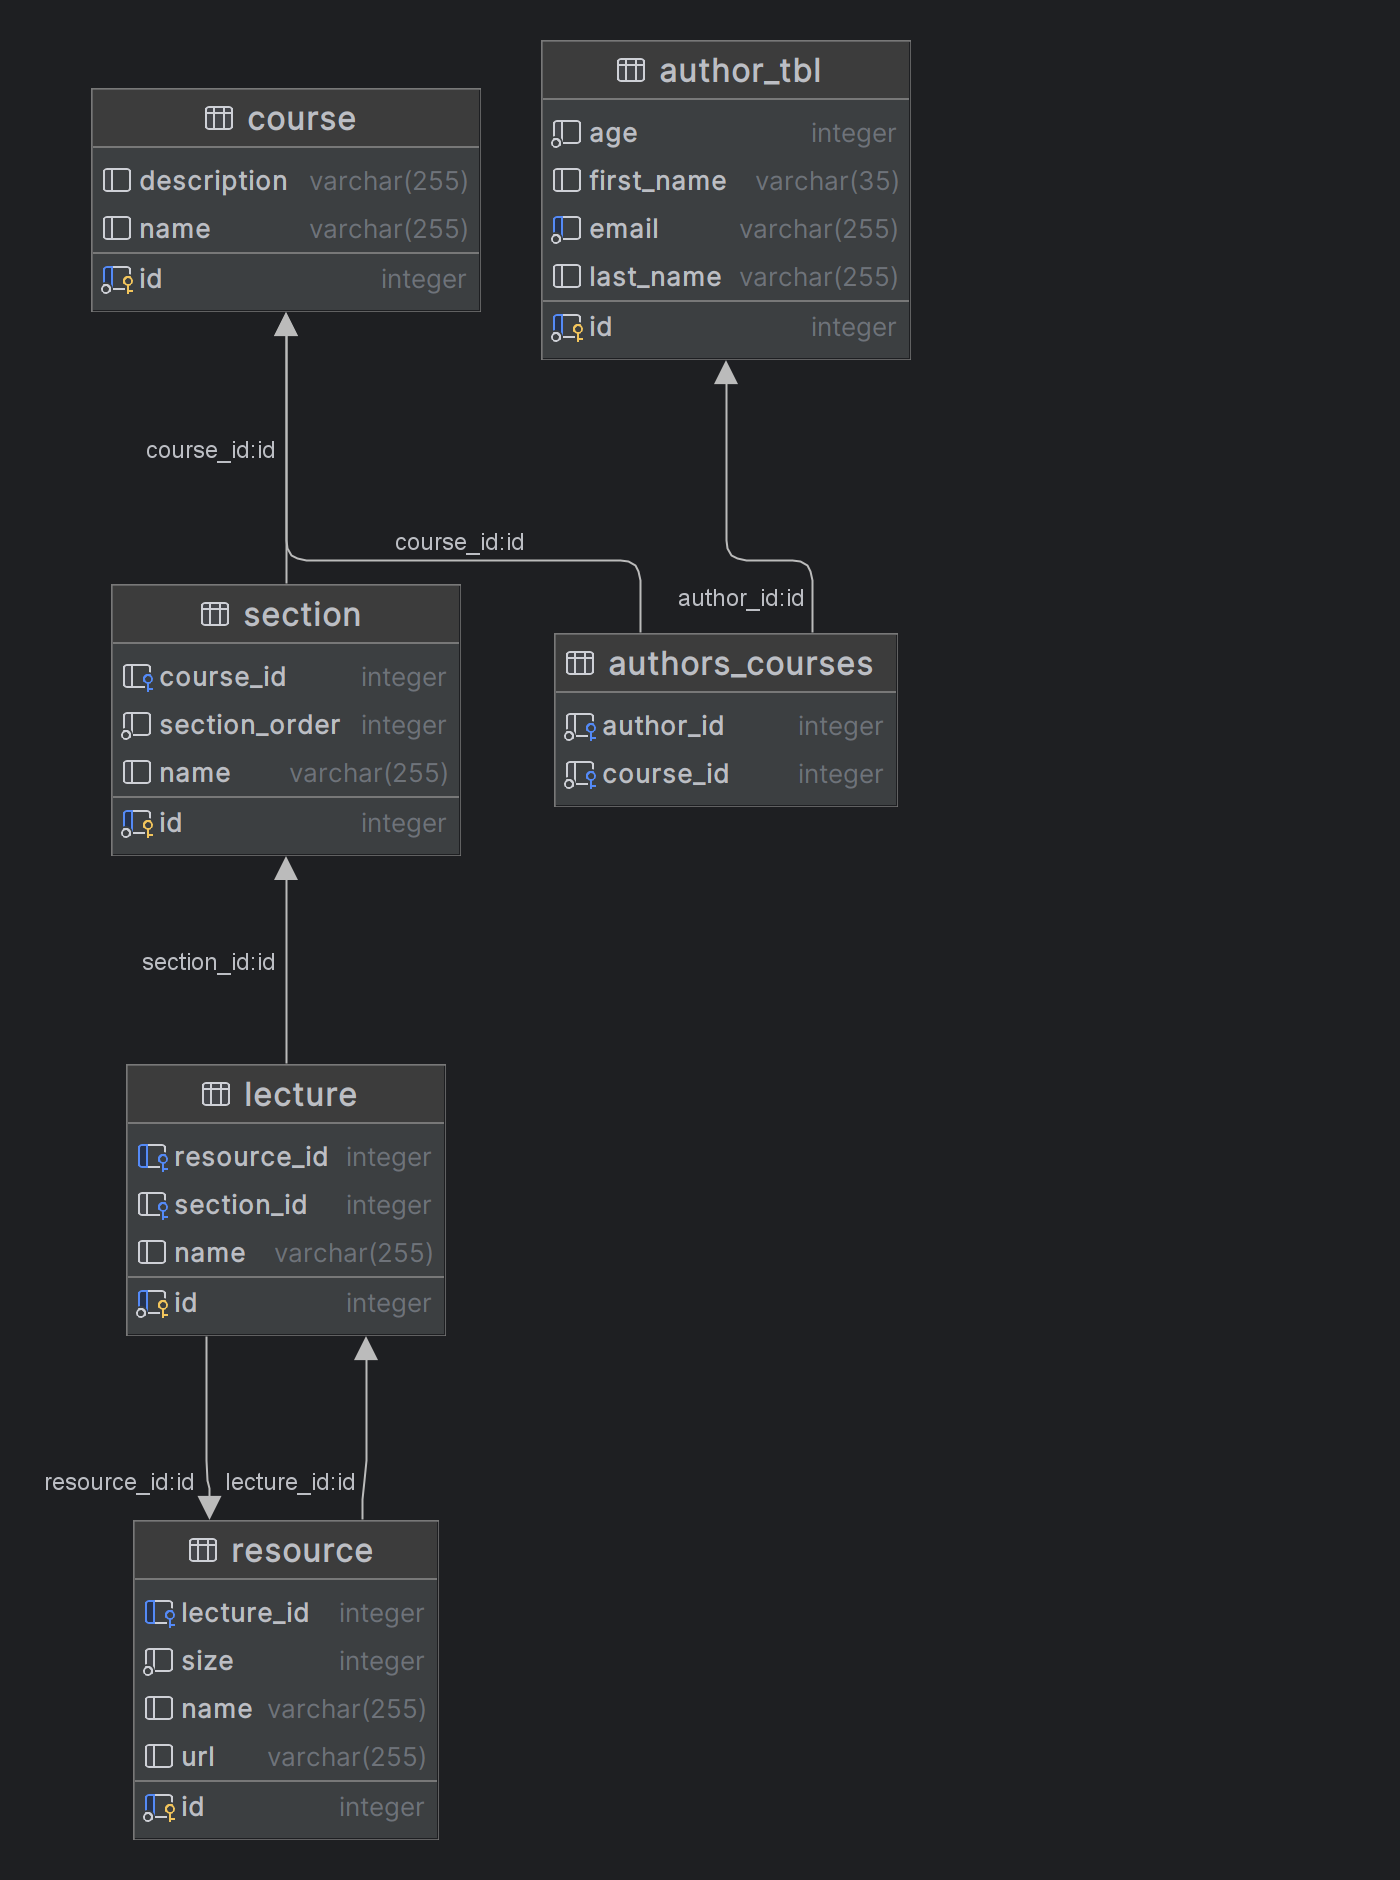 course
description varchar(255)
name varchar(255)
id integer
author_tbl
age integer
first_name varchar(35)
email varchar(255)
last_name varchar(255)
id integer
course_id:id
course_id:id
author_id:id
section
course_id integer
section_order integer
name varchar(255)
id integer
authors_courses
author_id integer
course_id integer
section_id:id
lecture
resource_id integer
section_id integer
name varchar(255)
id integer
resource_id:id
lecture_id:id
resource
lecture_id integer
size integer
name varchar(255)
url varchar(255)
id integer